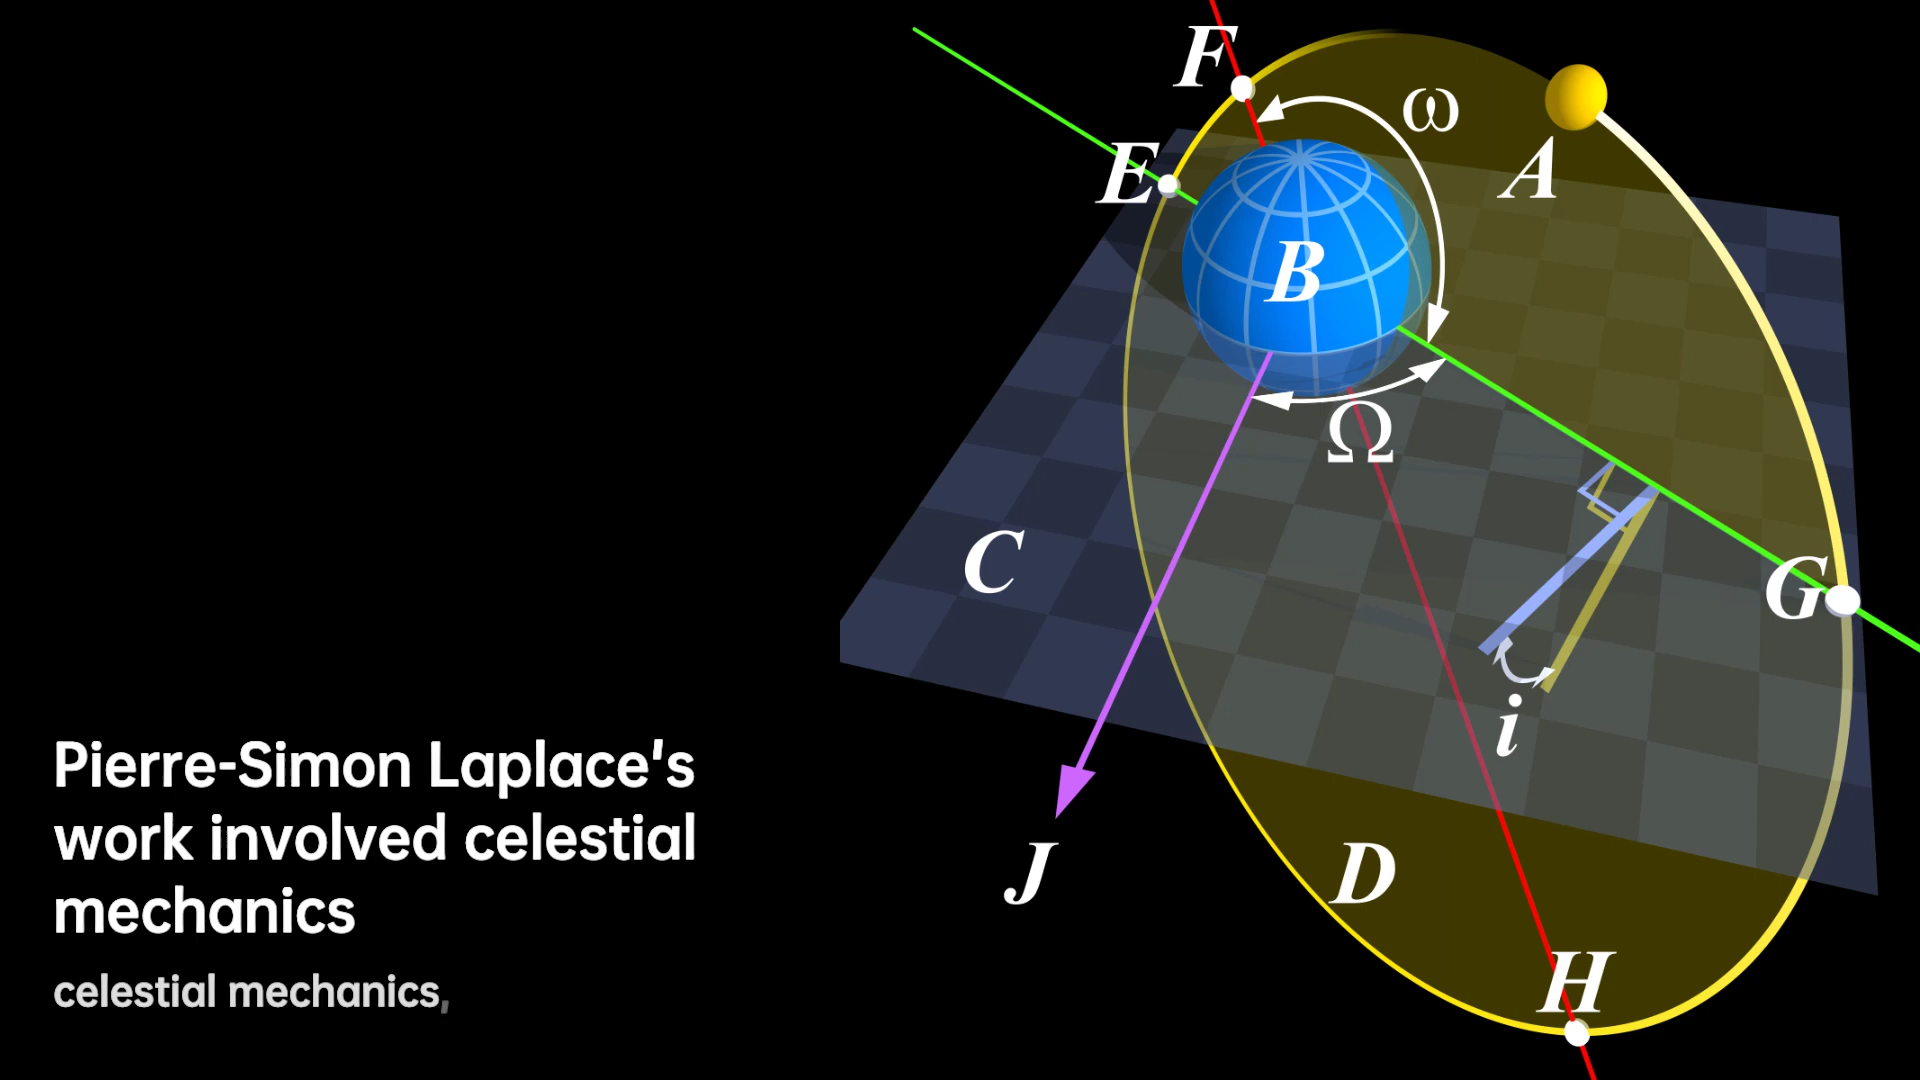 F
ω
E
A
B
Ω
C
G
i
J
D
H
Pierre-Simon Laplace's
work involved celestial
mechanics
celestial mechanics,